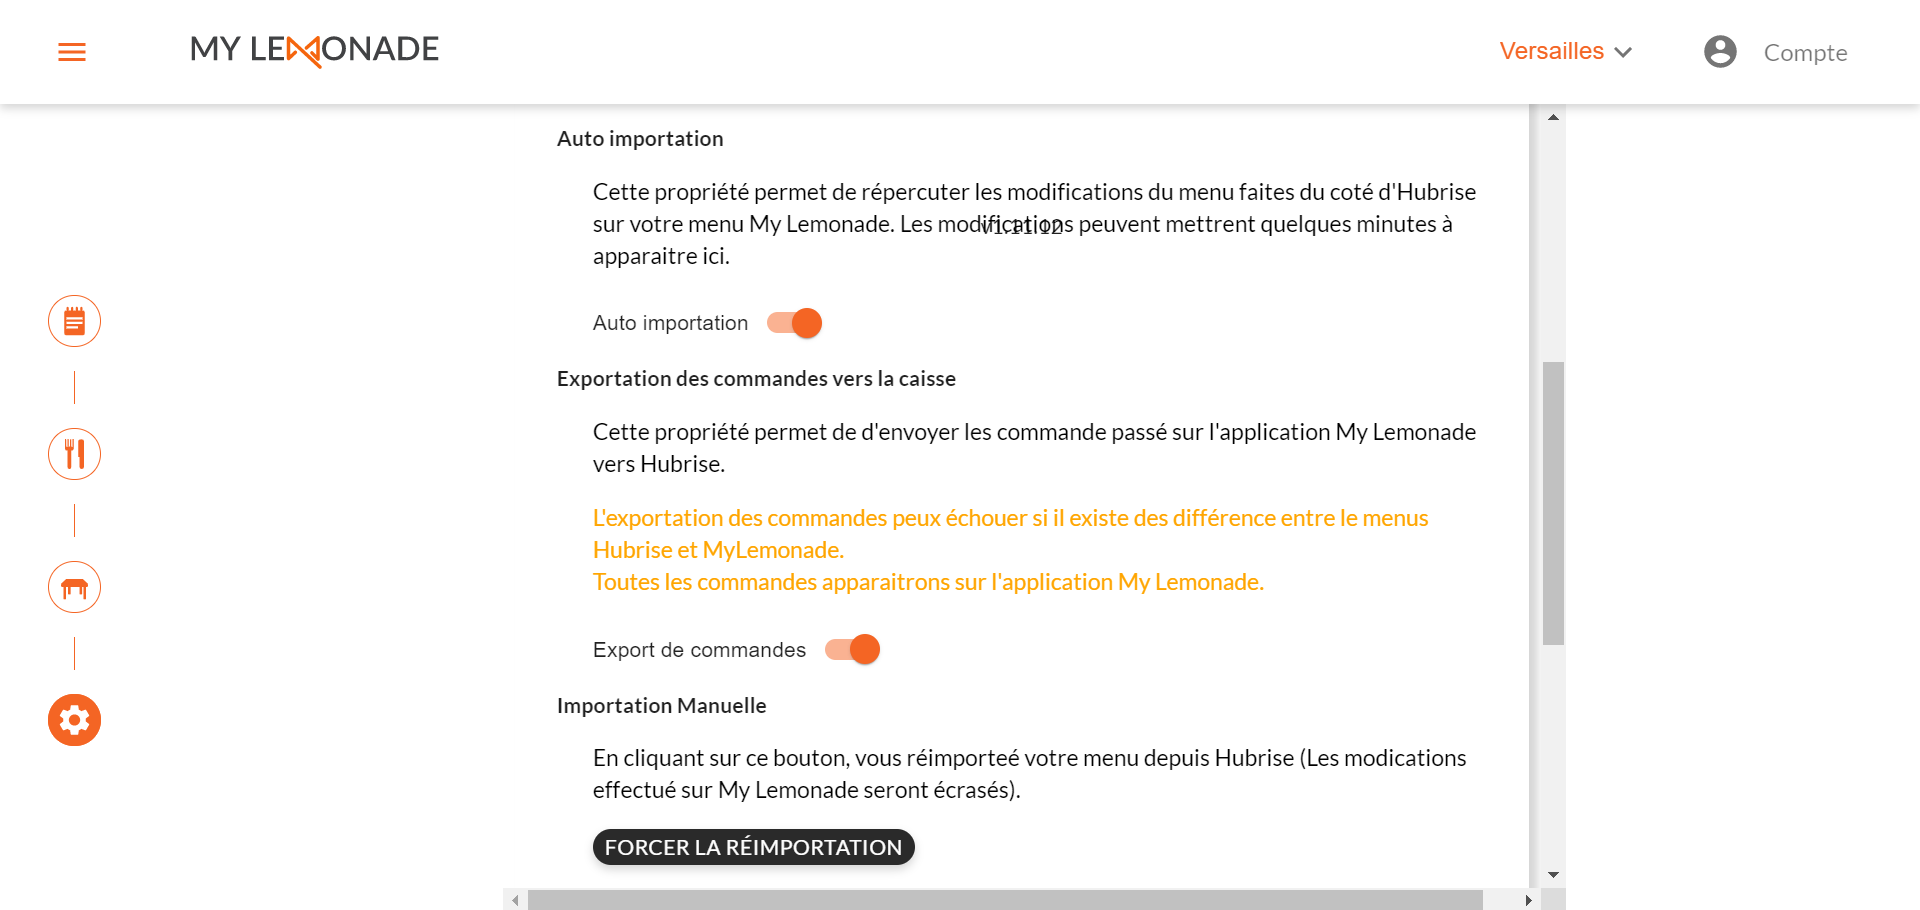 MY LEMONADE
Versailles
Compte
Auto importation
Cette propriété permet de répercuter les modifications du menu faites du coté d'Hubrise
sur votre menu My Lemonade. Les modifications peuvent mettrent quelques minutes à
v1.11.12
apparaitre ici.
Auto importation
Exportation des commandes vers la caisse
Cette propriété permet de d'envoyer les commande passé sur l'application My Lemonade
vers Hubrise.
L'exportation des commandes peux échouer si il existe des différence entre le menus
Hubrise et MyLemonade.
Toutes les commandes apparaitrons sur l'application My Lemonade.
Export de commandes
Importation Manuelle
En cliquant sur ce bouton, vous réimporteé votre menu depuis Hubrise (Les modications
effectué sur My Lemonade seront écrasés).
FORCER LA RÉIMPORTATION